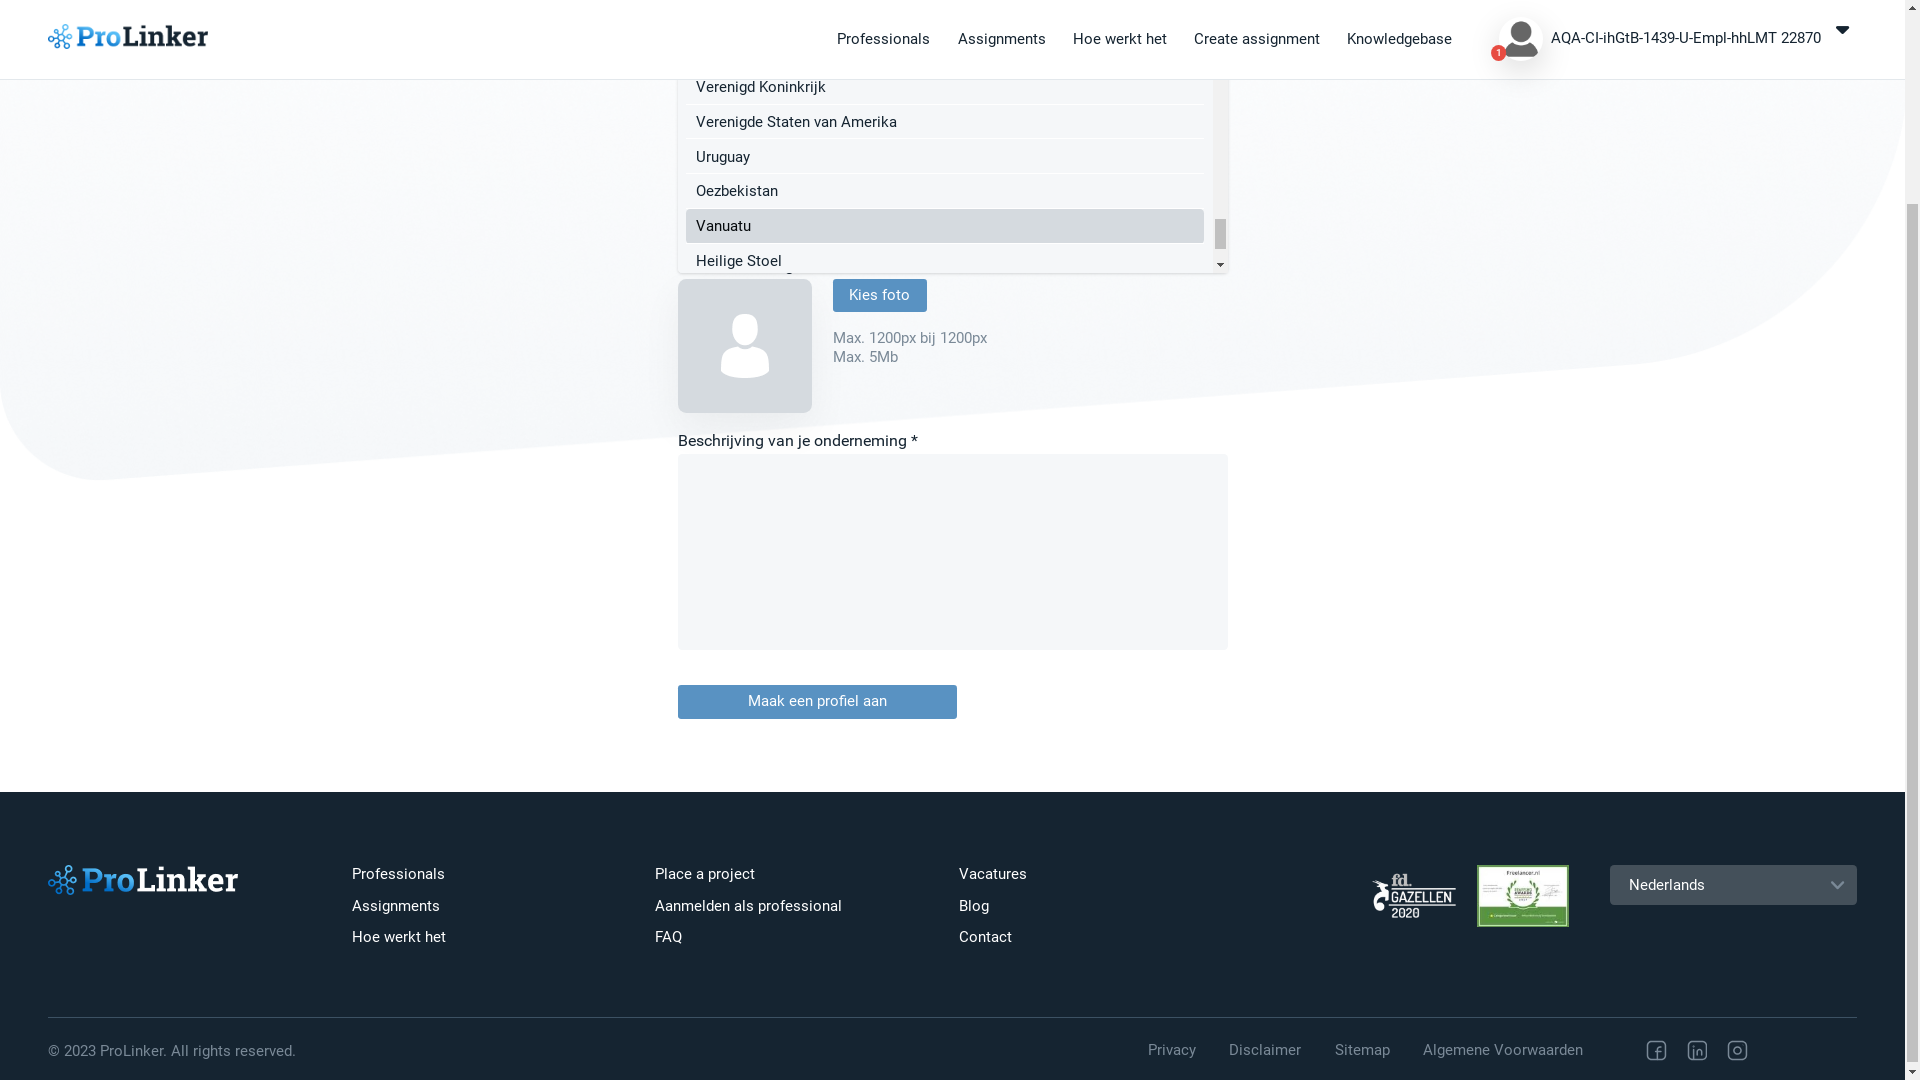 ProLinker
Professionals
Assignments
Hoe werkt het
Create assignment
Knowledgebase
1
AQA-CI-ihGtB-1439-U-Empl-hhLMT 22870
Verenigd Koninkrijk
Verenigde Staten van Amerika
Uruguay
Oezbekistan
Vanuatu
Heilige Stoel
Kies foto
Max. 1200px bij 1200px
Max. 5Mb
Beschrijving van je onderneming *
Maak een profiel aan
ProLinker
Professionals
Assignments
Hoe werkt het
Place a project
Aanmelden als professional
FAQ
Vacatures
Blog
Contact
fd.
GAZELLEN
2020
Freelancer.nl
Nederlands
© 2023 ProLinker. All rights reserved.
Privacy
Disclaimer
Sitemap
Algemene Voorwaarden